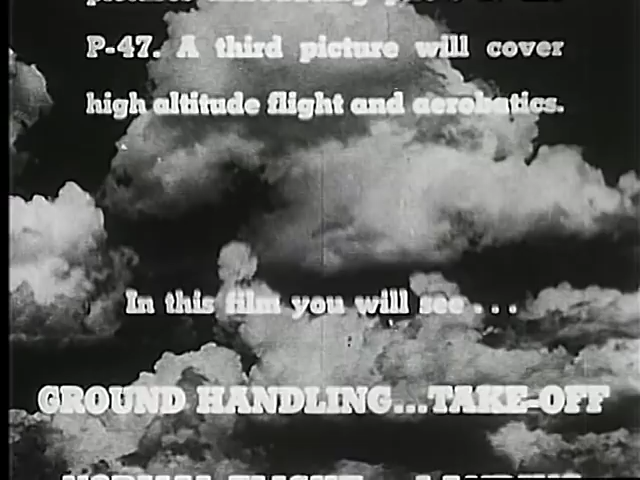 P-47. A third picture will cover
high altitude flight and aerobatics.
In this film you will see...
GROUND HANDLING...TAKE-OFF